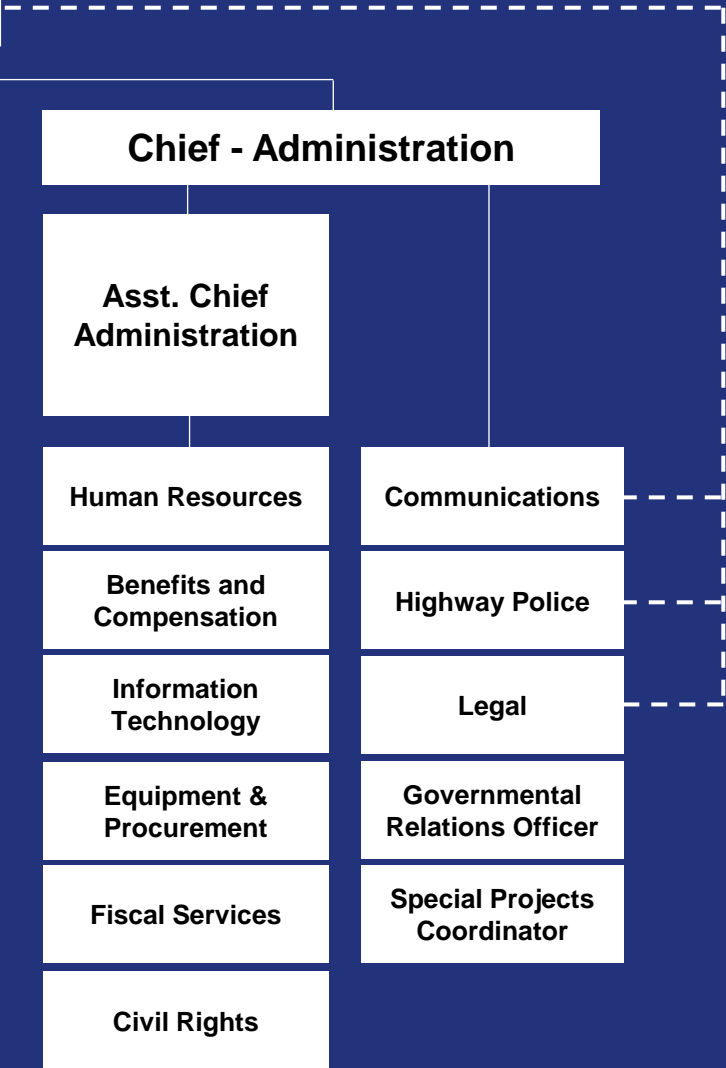 Chief - Administration
Asst. Chief
Administration
Human Resources
Benefits and
Compensation
Information
Technology
Equipment &
Procurement
Fiscal Services
Civil Rights
Communications
Highway Police
Legal
Governmental
Relations Officer
Special Projects
Coordinator